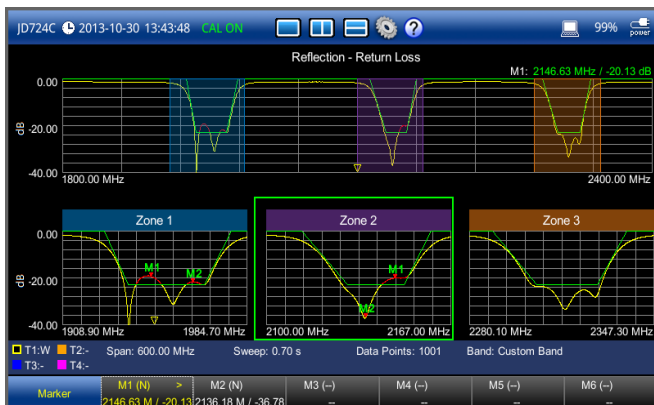 JD724C 2013-10-30 13:43:48 CAL ON ? 99% power
Reflection - Return Loss
M1: 2146.63 MHz / -20.13 dB
0.00
dB
-20.00
-40.00
1800.00 MHz 2400.00 MHz
Zone 1 Zone 2 Zone 3
0.00
dB
-20.00
-40.00
M1 M2 M1
M2
1908.90 MHz 1984.70 MHz 2100.00 MHz 2167.00 MHz 2280.10 MHz 2347.30 MHz
T1:W T2:- Span: 600.00 MHz Sweep: 0.70 s Data Points: 1001 Band: Custom Band
T3:- T4:-
Marker M1 (N) > M2 (N) M3 (--) M4 (--) M5 (--) M6 (--)
2146.63 M / -20.13 2136.18 M / -36.78 -- -- -- --